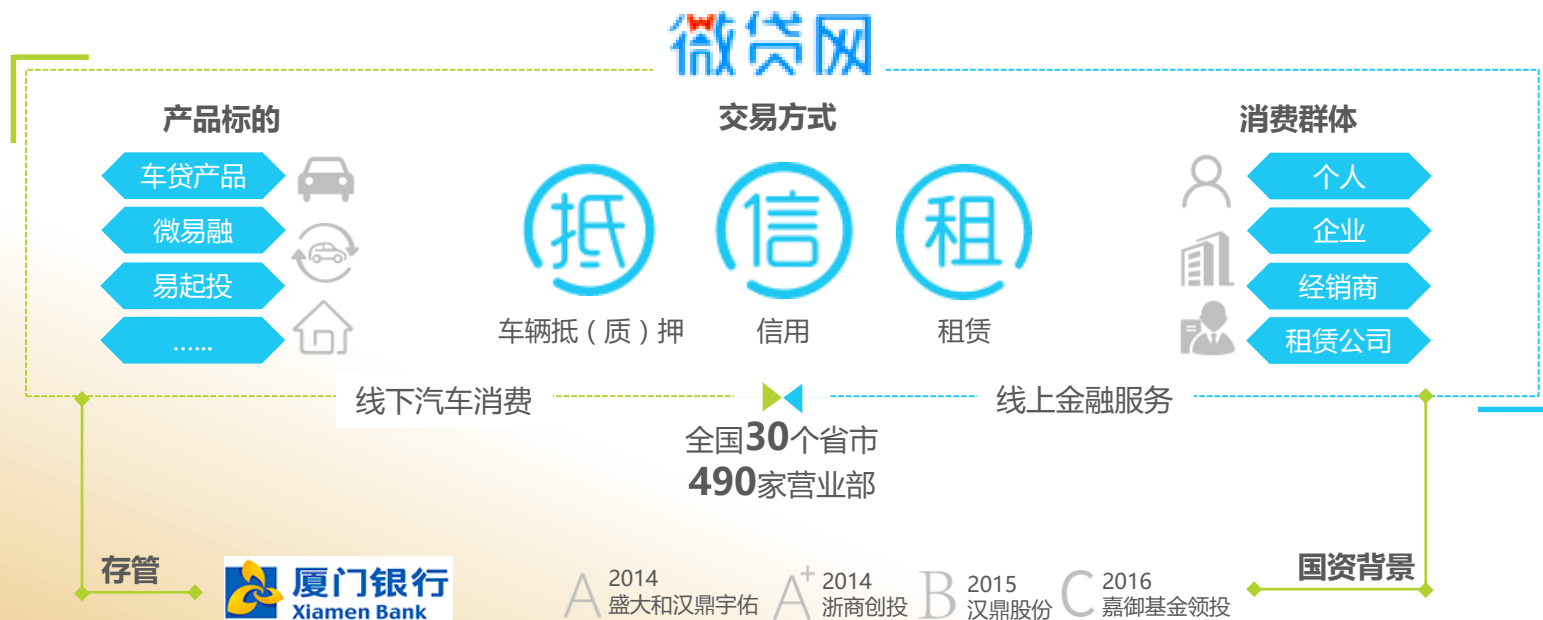 微贷网
产品标的
车贷产品
微易融
易起投
......
交易方式
抵
信
租
车辆抵（质）押
信用
租赁
消费群体
个人
企业
经销商
租赁公司
线下汽车消费
线上金融服务
全国30个省市
490家营业部
存管
厦门银行
Xiamen Bank
A
2014
盛大和汉鼎宇佑
A+
2014
浙商创投
B
2015
汉鼎股份
C
2016
嘉御基金领投
国资背景